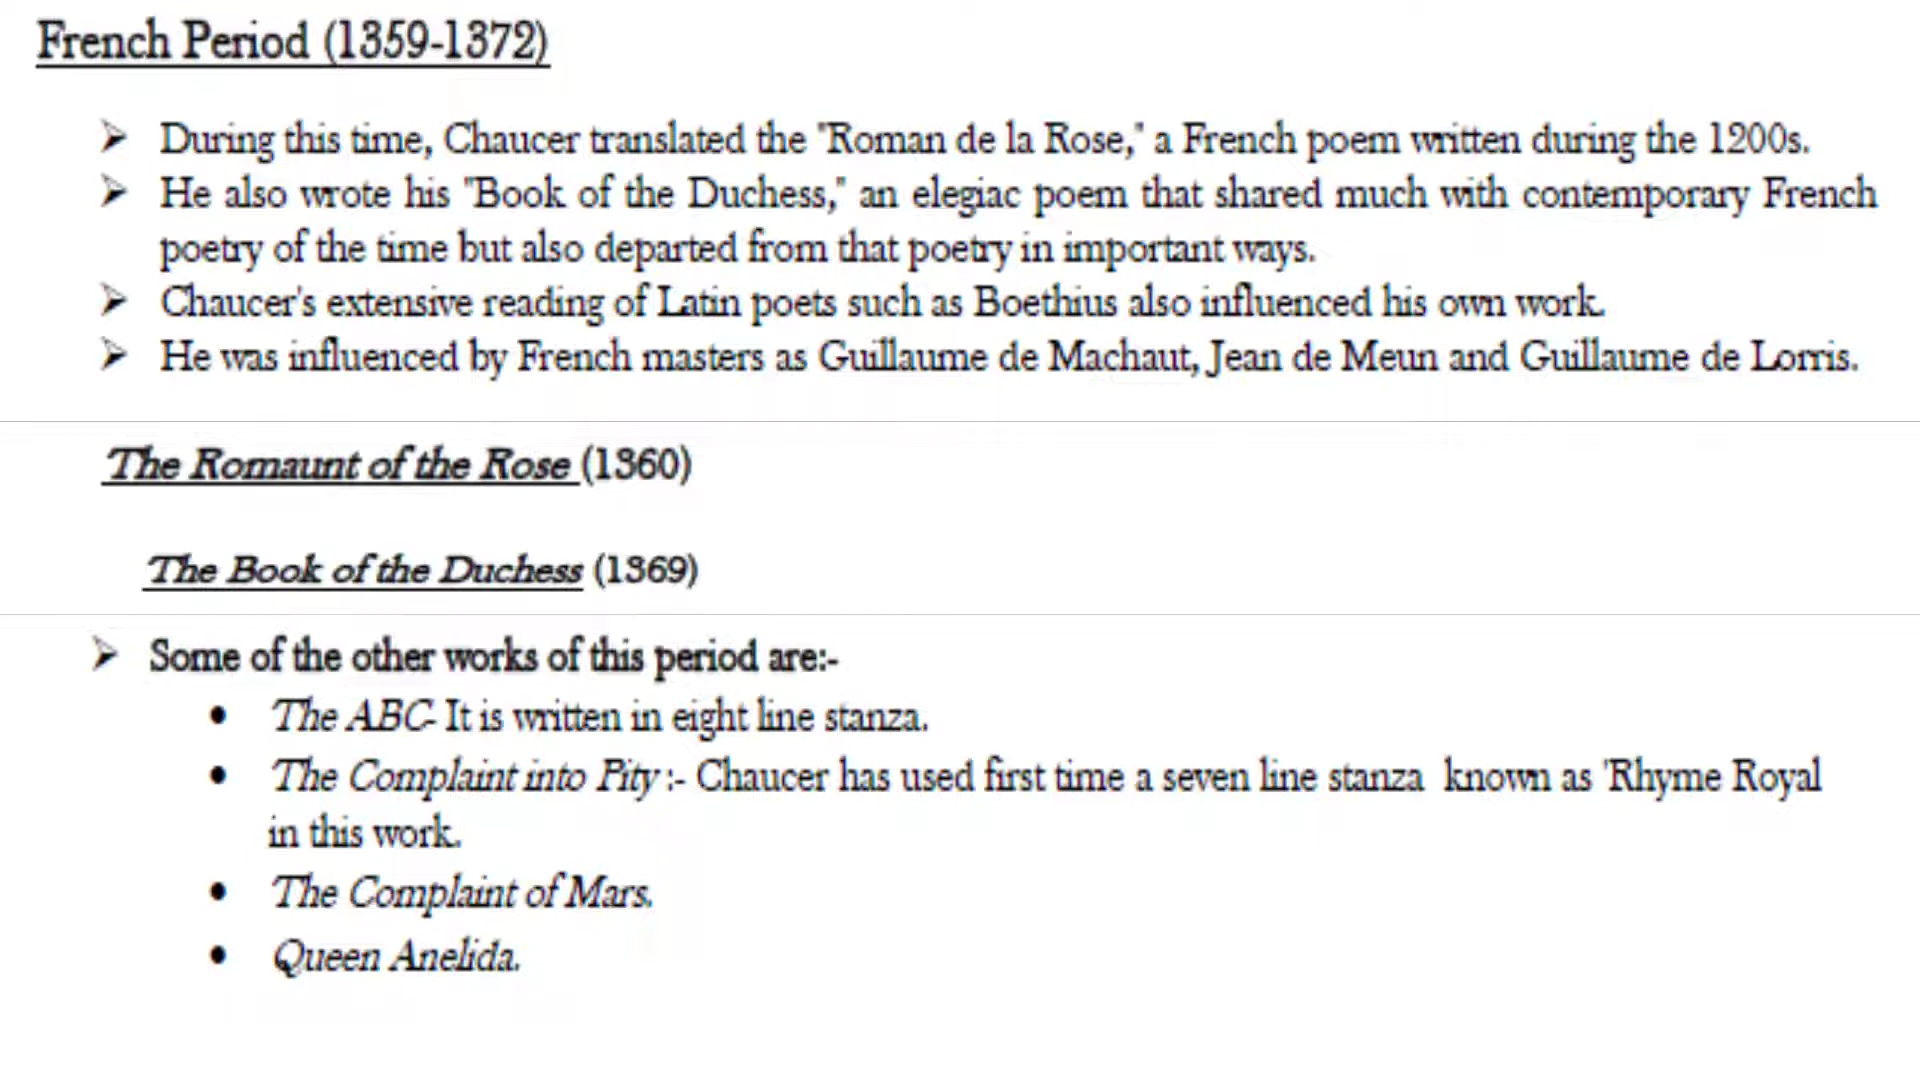 French Period (1359-1372)
➢ During this time, Chaucer translated the "Roman de la Rose," a French poem written during the 1200s.
➢ He also wrote his "Book of the Duchess," an elegiac poem that shared much with contemporary French
poetry of the time but also departed from that poetry in important ways.
➢ Chaucer's extensive reading of Latin poets such as Boethius also influenced his own work.
➢ He was influenced by French masters as Guillaume de Machaut, Jean de Meun and Guillaume de Lorris.
The Romaunt of the Rose (1360)
The Book of the Duchess (1369)
➢ Some of the other works of this period are:-
• The ABC- It is written in eight line stanza.
• The Complaint into Pity :- Chaucer has used first time a seven line stanza known as 'Rhyme Royal
in this work.
• The Complaint of Mars.
• Queen Anelida.